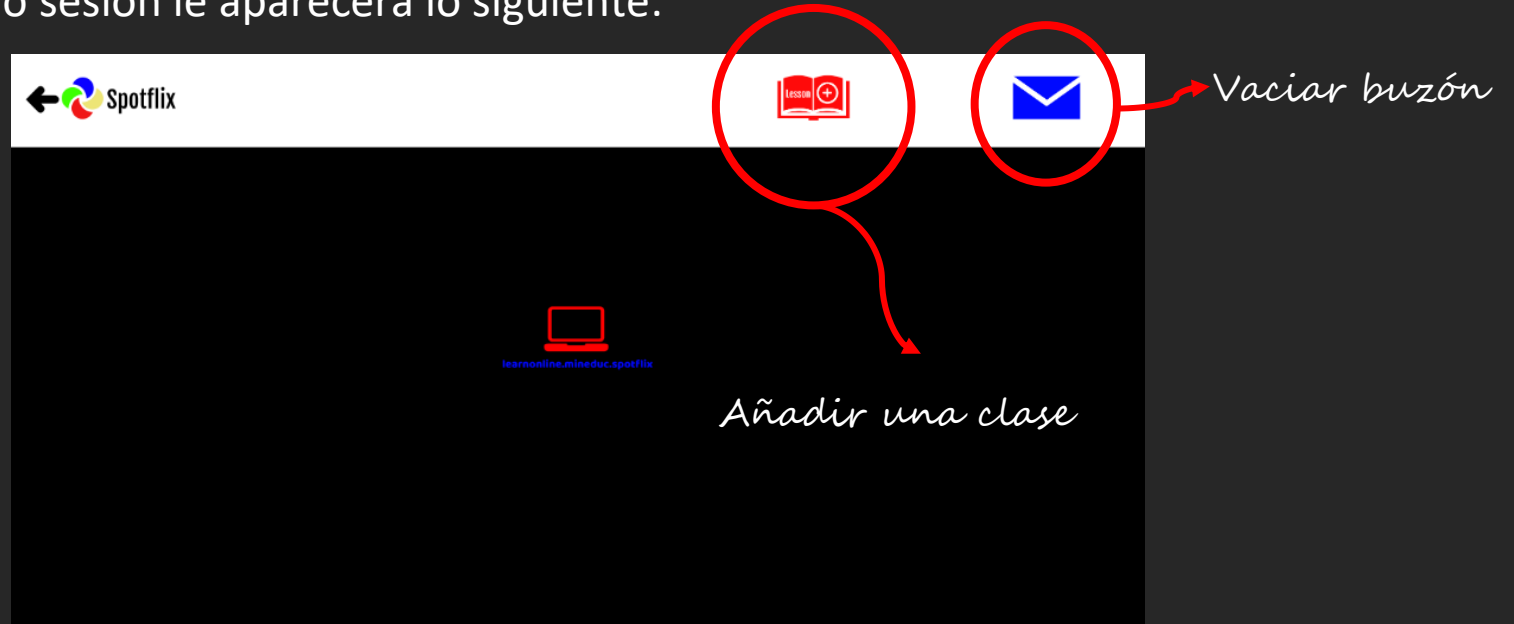 o sesión le aparecerá lo siguiente:
Spotflix
Lesson
Vaciar buzón
learnonline.mineduc.spotflix
Añadir una clase